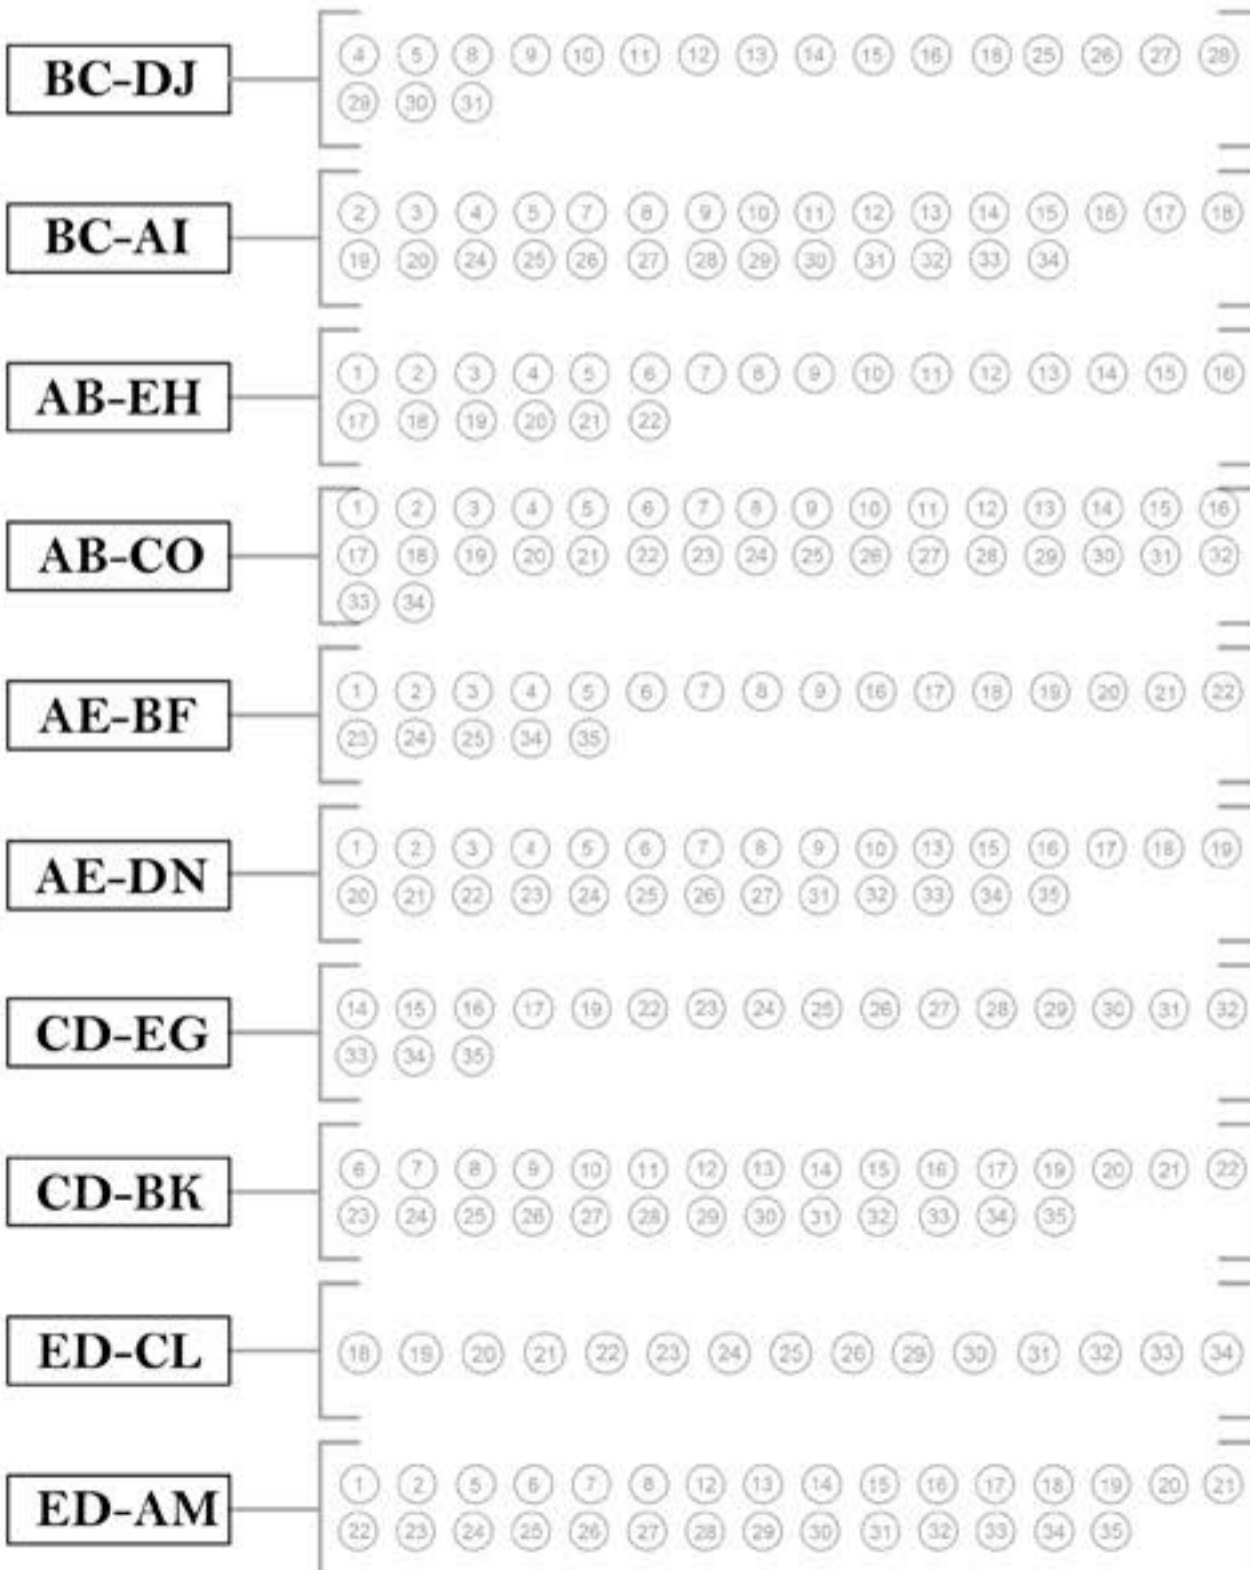 BC-DJ
4 5 8 9 10 11 12 13 14 15 16 18 25 26 27 28
29 30 31
BC-AI
2 3 4 5 7 8 9 10 11 12 13 14 15 16 17 18
19 20 24 25 26 27 28 29 30 31 32 33 34
AB-EH
1 2 3 4 5 6 7 8 9 10 11 12 13 14 15 16
17 18 19 20 21 22
AB-CO
1 2 3 4 5 6 7 8 9 10 11 12 13 14 15 16
17 18 19 20 21 22 23 24 25 26 27 28 29 30 31 32
33 34
AE-BF
1 2 3 4 5 6 7 8 9 16 17 18 19 20 21 22
23 24 25 34 35
AE-DN
1 2 3 4 5 6 7 8 9 10 13 15 16 17 18 19
20 21 22 23 24 25 26 27 31 32 33 34 35
CD-EG
14 15 16 17 19 22 23 24 25 26 27 28 29 30 31 32
33 34 35
CD-BK
6 7 8 9 10 11 12 13 14 15 16 17 19 20 21 22
23 24 25 26 27 28 29 30 31 32 33 34 35
ED-CL
18 19 20 21 22 23 24 25 26 29 30 31 32 33 34
ED-AM
1 2 5 6 7 8 12 13 14 15 16 17 18 19 20 21
22 23 24 25 26 27 28 29 30 31 32 33 34 35